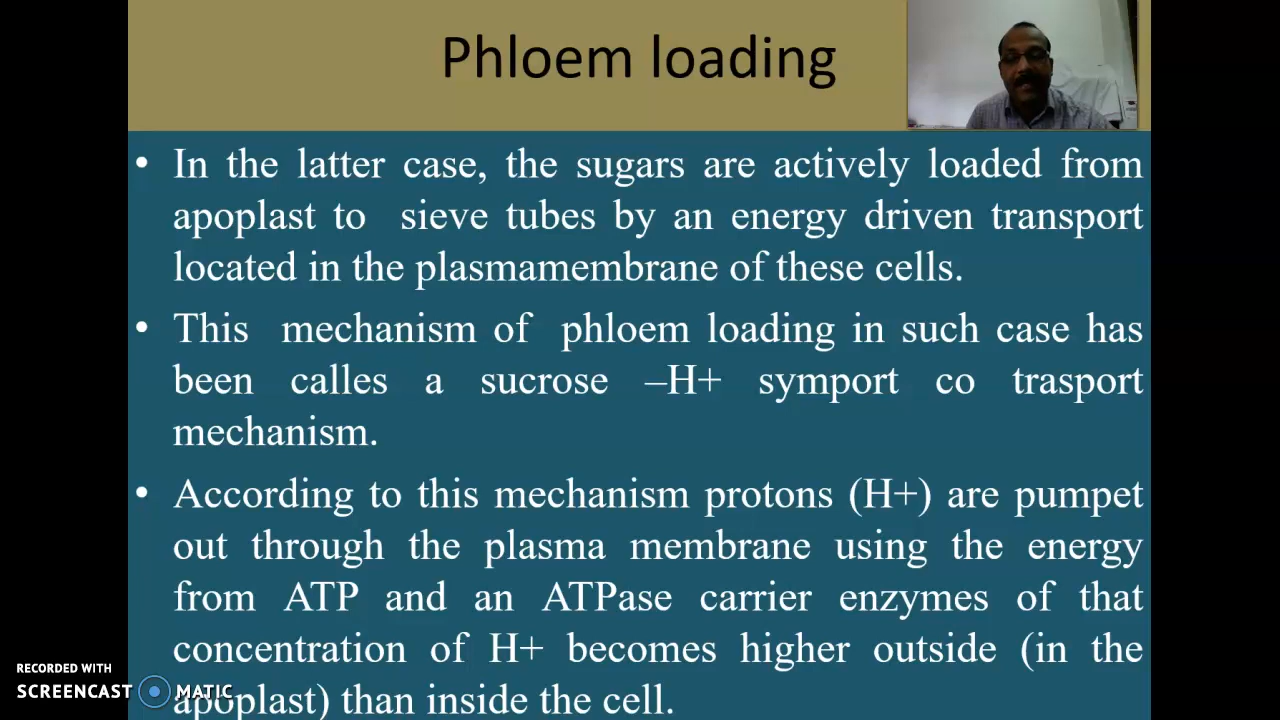 Phloem loading
• In the latter case, the sugars are actively loaded from
apoplast to sieve tubes by an energy driven transport
located in the plasmamembrane of these cells.
• This mechanism of phloem loading in such case has
been calles a sucrose –H+ symport co trasport
mechanism.
• According to this mechanism protons (H+) are pumpet
out through the plasma membrane using the energy
from ATP and an ATPase carrier enzymes of that
concentration of H+ becomes higher outside (in the
apoplast) than inside the cell.
RECORDED WITH
SCREENCAST MATIC